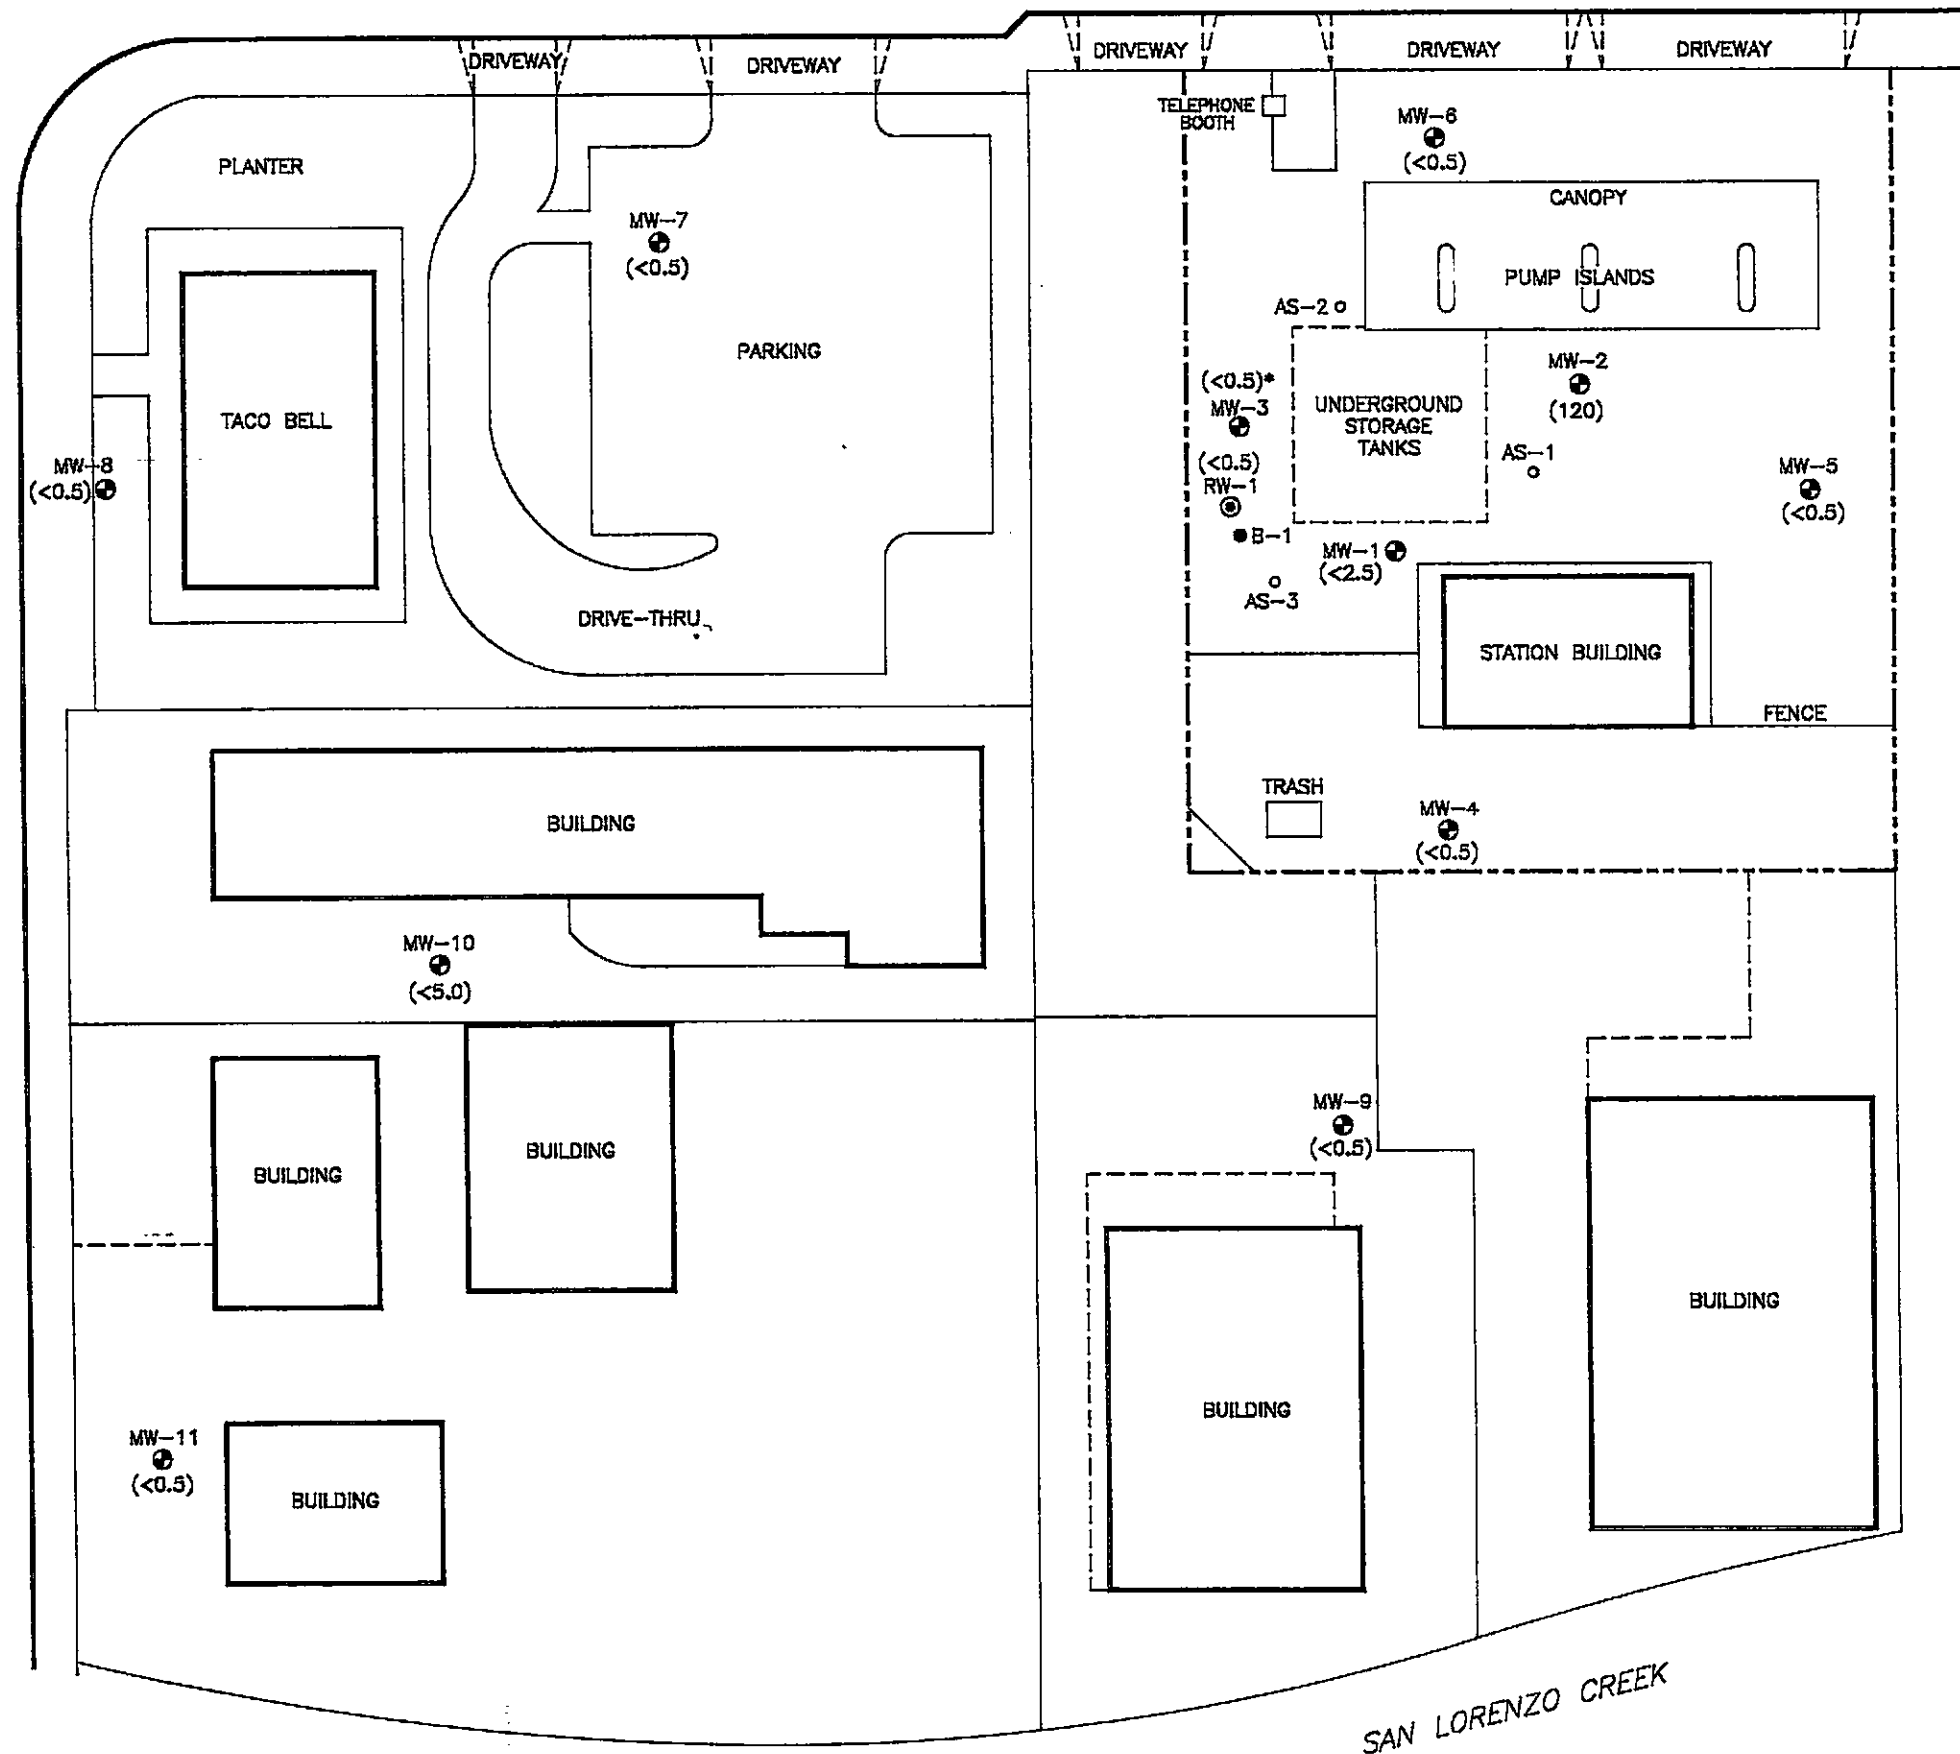 DRIVEWAY
DRIVEWAY
DRIVEWAY
DRIVEWAY
DRIVEWAY
TELEPHONE
BOOTH
MW-6
(<0.5)
PLANTER
CANOPY
MW-7
(<0.5)
PUMP ISLANDS
AS-2
PARKING
MW-2
(120)
(<0.5)*
MW-3
(<0.5)
UNDERGROUND
STORAGE
TANKS
TACO BELL
AS-1
MW-8
(<0.5)
MW-5
(<0.5)
RW-1
B-1
MW-1
(<2.5)
AS-3
DRIVE-THRU
STATION BUILDING
FENCE
TRASH
MW-4
(<0.5)
BUILDING
MW-10
(<5.0)
MW-9
(<0.5)
BUILDING
BUILDING
BUILDING
BUILDING
MW-11
(<0.5)
BUILDING
SAN LORENZO CREEK